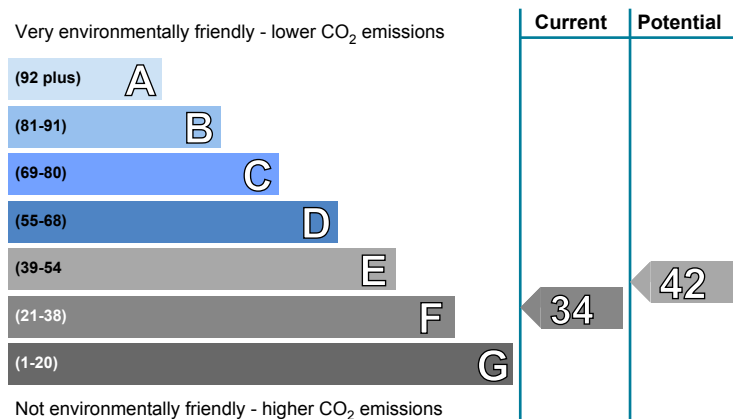 Current Potential
Very environmentally friendly - lower CO₂ emissions
(92 plus) A
(81-91) B
(69-80) C
(55-68) D
(39-54 E
42
(21-38) F
34
(1-20) G
Not environmentally friendly - higher CO₂ emissions